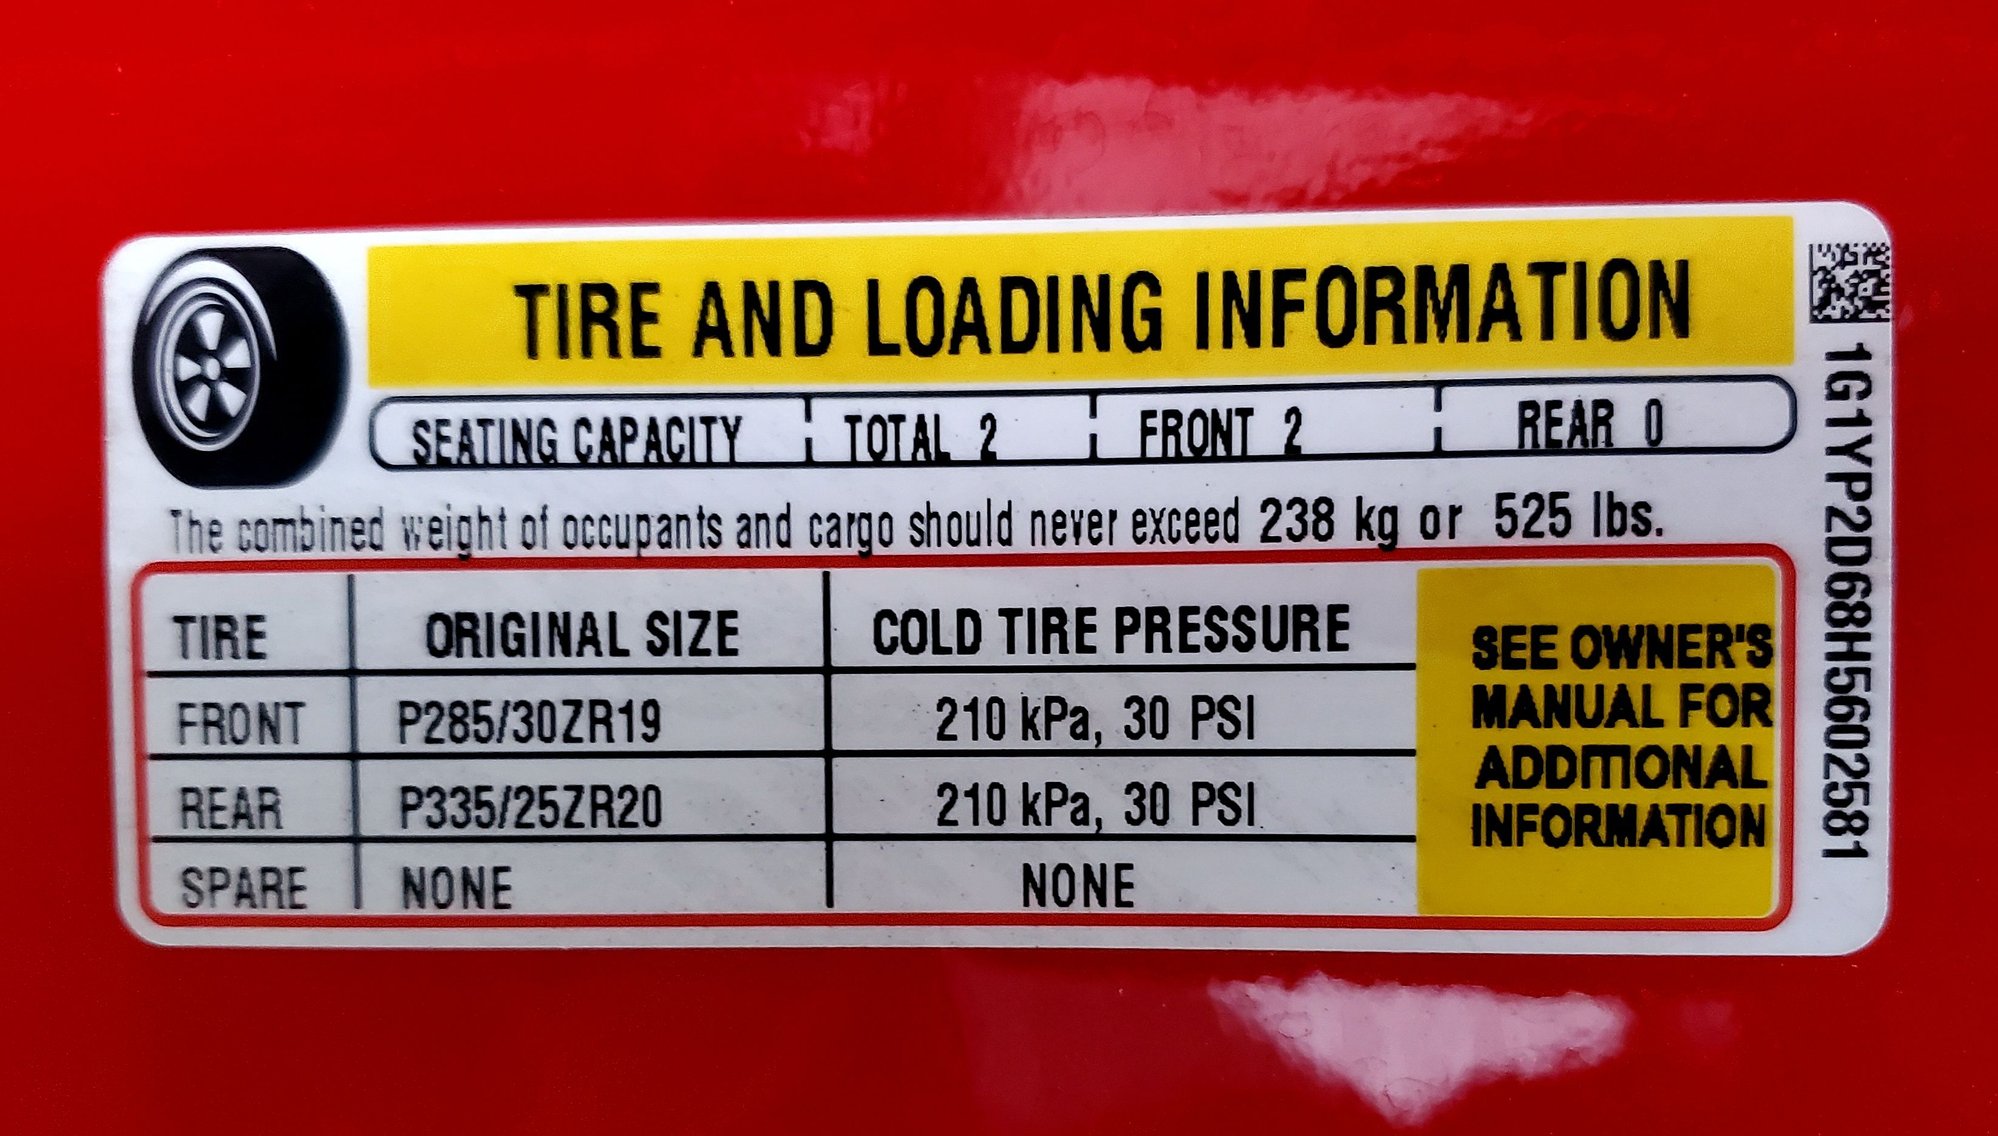 TIRE AND LOADING INFORMATION
SEATING CAPACITY TOTAL 2 FRONT 2 REAR 0
The combined weight of occupants and cargo should never exceed 238 kg or 525 lbs.
TIRE ORIGINAL SIZE COLD TIRE PRESSURE
FRONT P285/30ZR19 210 kPa, 30 PSI
REAR P335/25ZR20 210 kPa, 30 PSI
SPARE NONE NONE
SEE OWNER'S
MANUAL FOR
ADDITIONAL
INFORMATION
1G1YP2D68H5602581